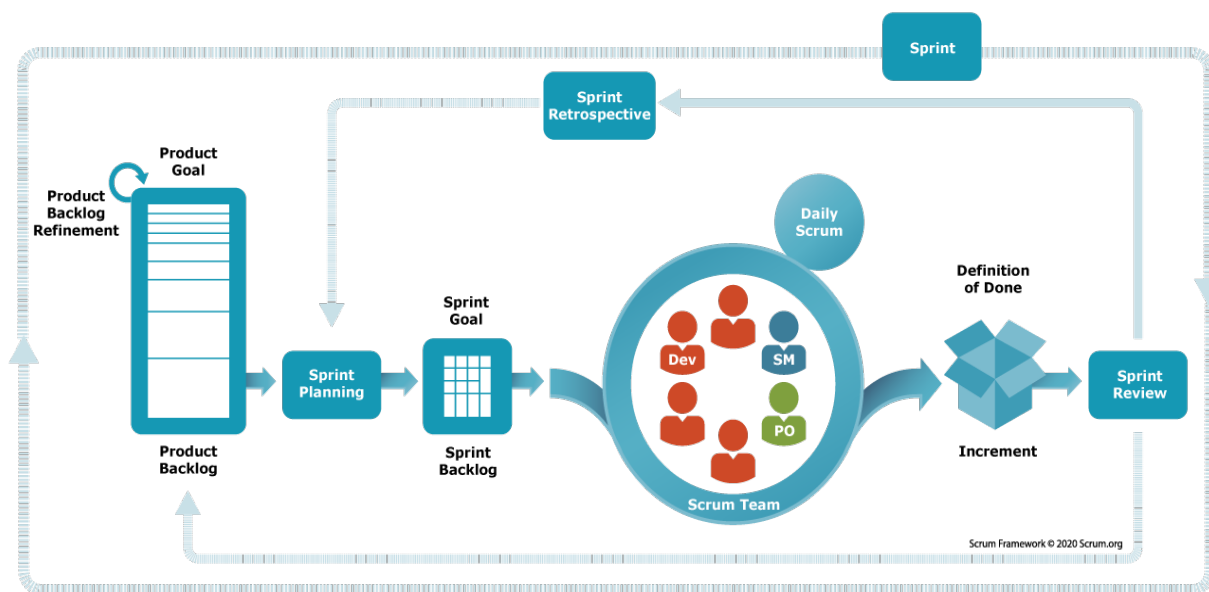 Sprint
Sprint
Retrospective
Product
Goal
Product
Backlog
Refinement
Daily
Scrum
Definition
of Done
Sprint
Goal
Dev
SM
Sprint
Planning
Sprint
Review
PO
Product
Backlog
Sprint
Backlog
Increment
Scrum Team
Scrum Framework © 2020 Scrum.org